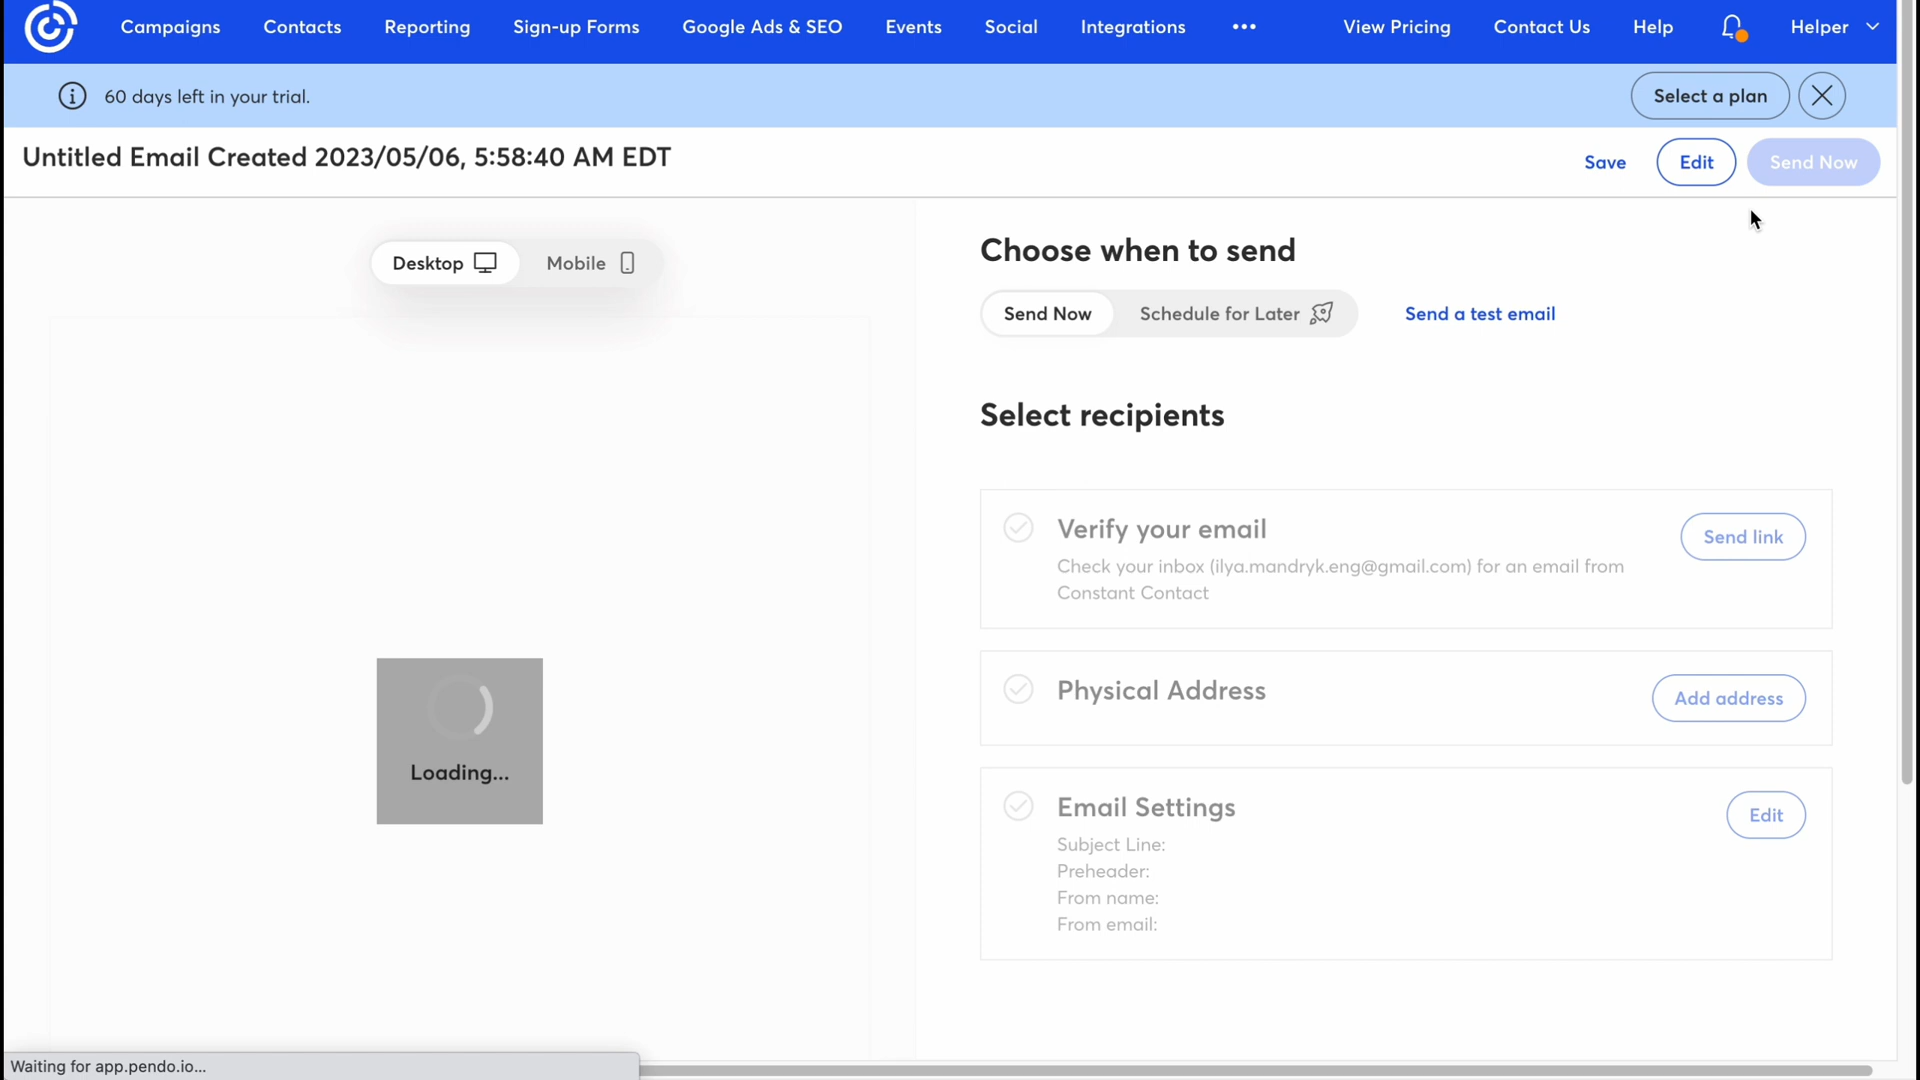 Campaigns Contacts Reporting Sign-up Forms Google Ads & SEO Events Social Integrations ••• View Pricing Contact Us Help Helper
60 days left in your trial. Select a plan
Untitled Email Created 2023/05/06, 5:58:40 AM EDT Save Edit Send Now
Desktop Mobile
Choose when to send
Send Now Schedule for Later Send a test email
Select recipients
Verify your email Send link
Check your inbox (ilya.mandryk.eng@gmail.com) for an email from
Constant Contact
Physical Address Add address
Loading...
Email Settings Edit
Subject Line:
Preheader:
From name:
From email:
Waiting for app.pendo.io...